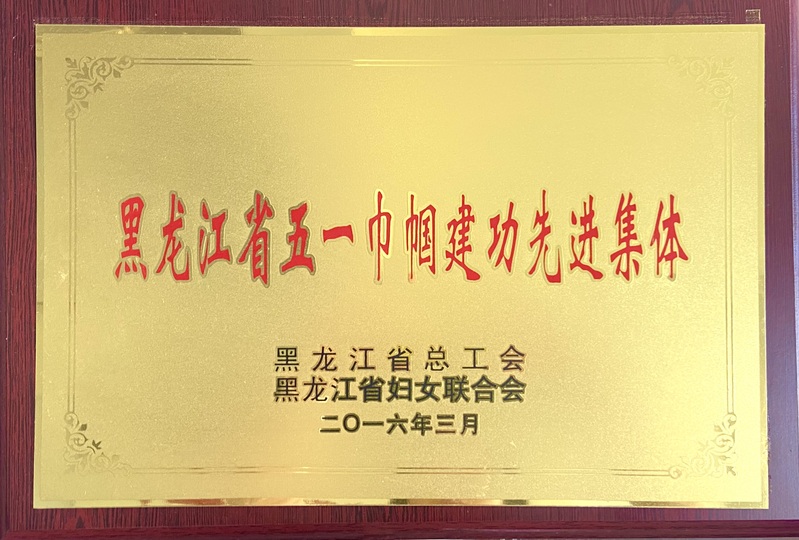 黑龙江省五一巾帼建功先进集体
黑龙江省总工会
黑龙江省妇女联合会
二〇一六年三月